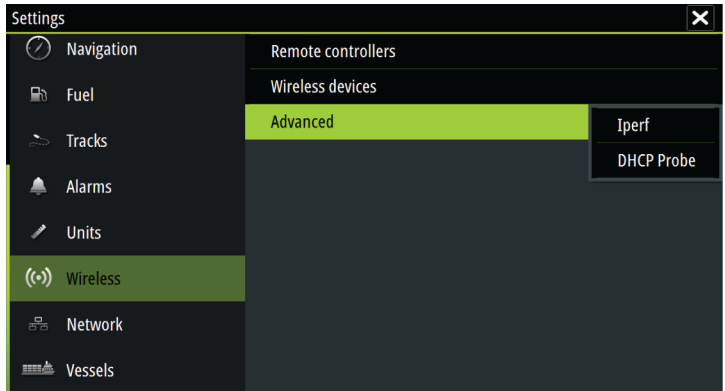 Settings
Navigation
Fuel
Tracks
Alarms
Units
Wireless
Network
Vessels
Remote controllers
Wireless devices
Advanced
Iperf
DHCP Probe